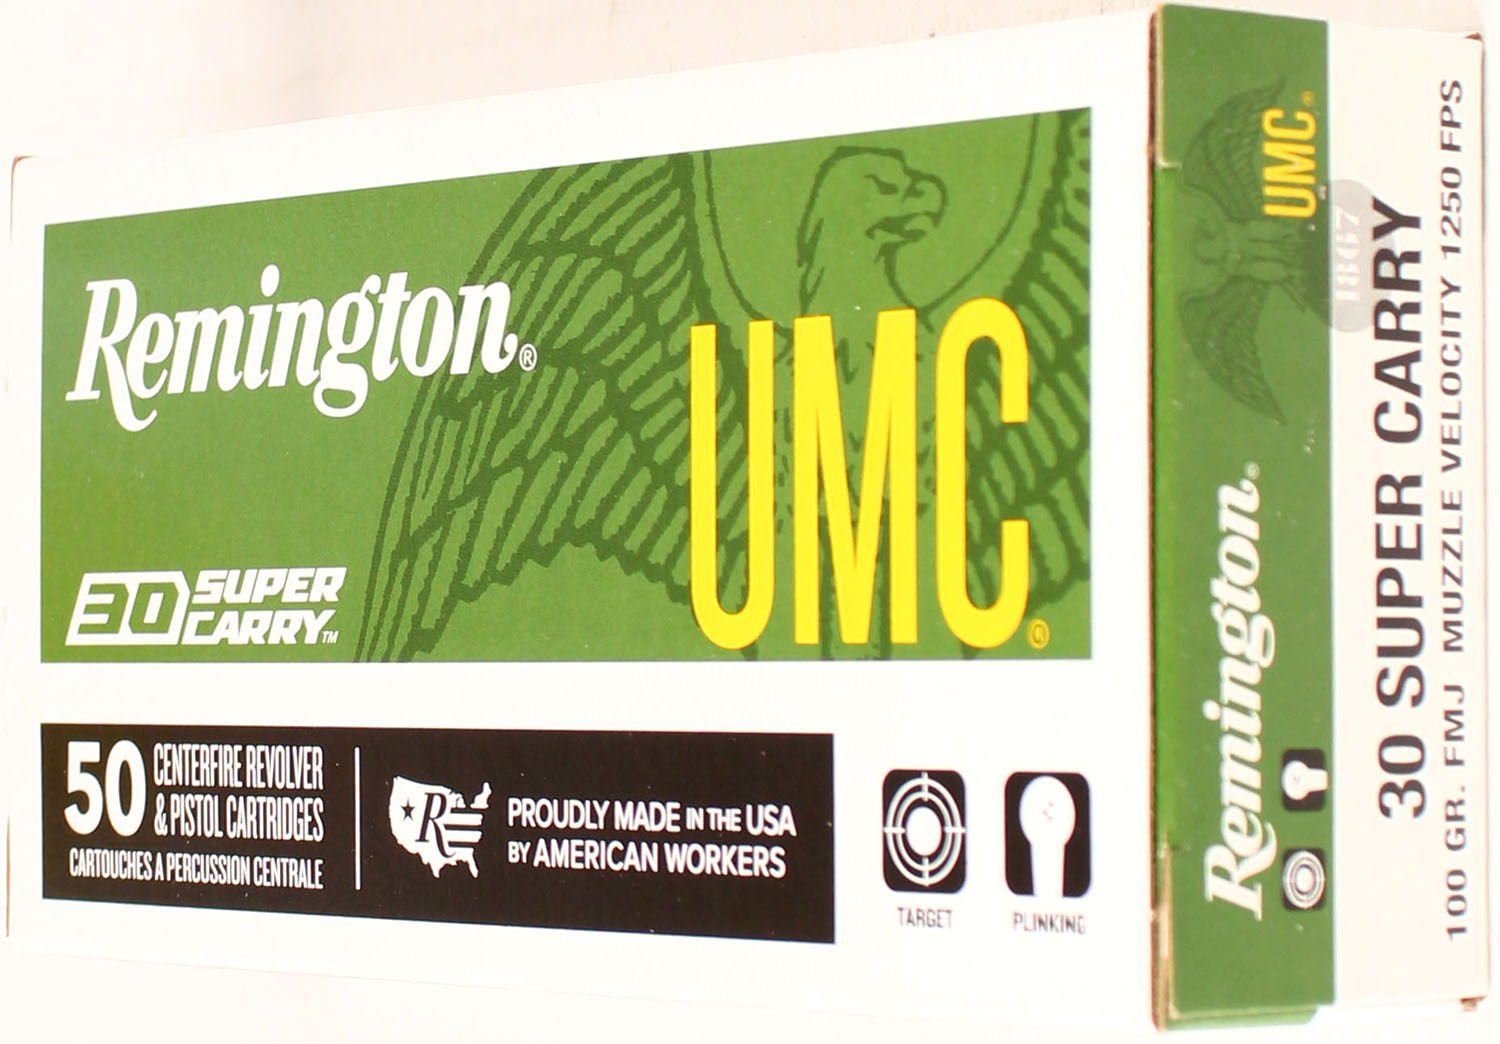 Remington®
UMC®
30 SUPER
CARRY™
50 CENTERFIRE REVOLVER
& PISTOL CARTRIDGES
CARTOUCHES A PERCUSSION CENTRALE
R
PROUDLY MADE IN THE USA
BY AMERICAN WORKERS
TARGET
PLINKING
Remington®
UMC®
1867
30 SUPER CARRY
100 GR. FMJ MUZZLE VELOCITY 1250 FPS